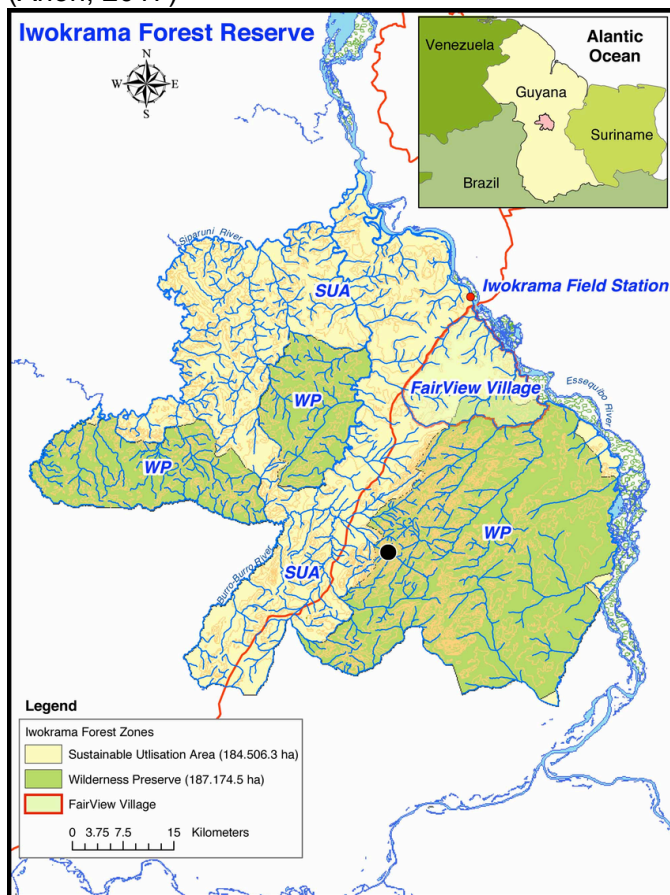 Iwokrama Forest Reserve
N
W E
S
Venezuela
Alantic
Ocean
Guyana
Suriname
Brazil
Siparuni River
SUA
Iwokrama Field Station
FairView Village
Essequibo River
WP
WP
WP
Burro-Burro River
SUA
Legend
Iwokrama Forest Zones
Sustainable Utlisation Area (184.506.3 ha)
Wilderness Preserve (187.174.5 ha)
FairView Village
0 3.75 7.5 15 Kilometers